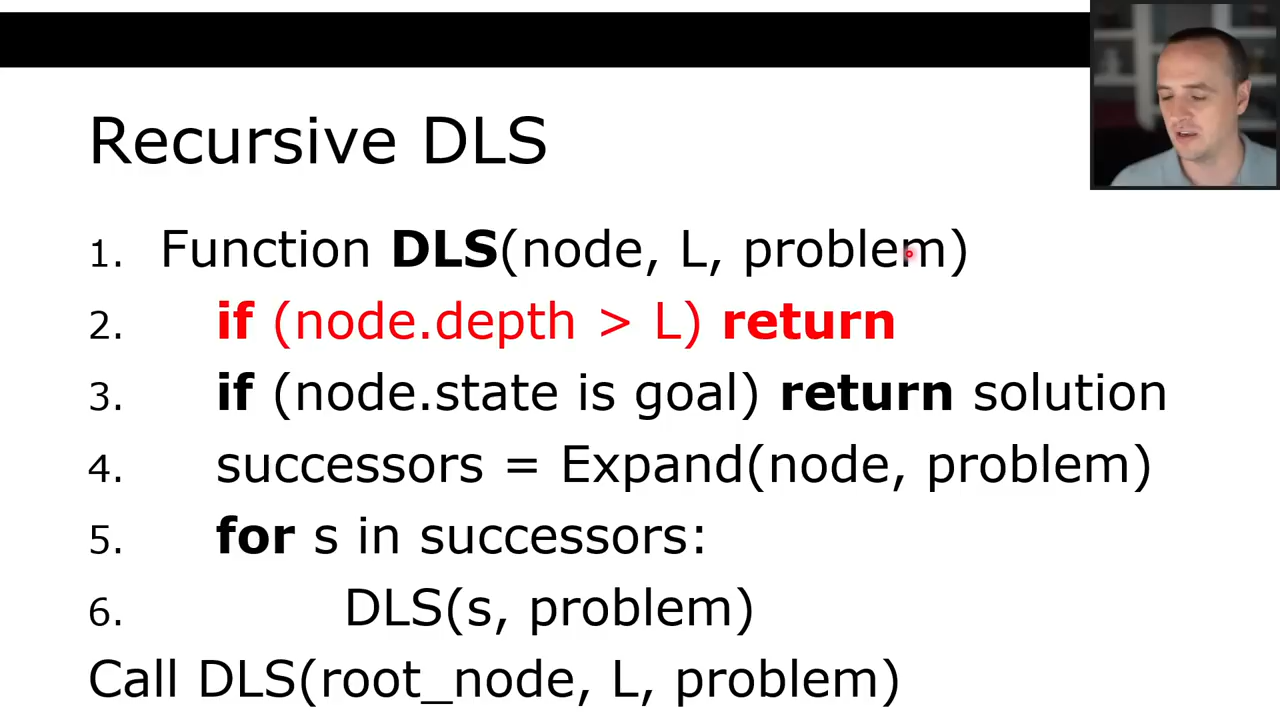 Recursive DLS
1. Function DLS(node, L, problem)
2. if (node.depth > L) return
3. if (node.state is goal) return solution
4. successors = Expand(node, problem)
5. for s in successors:
6. DLS(s, problem)
Call DLS(root_node, L, problem)